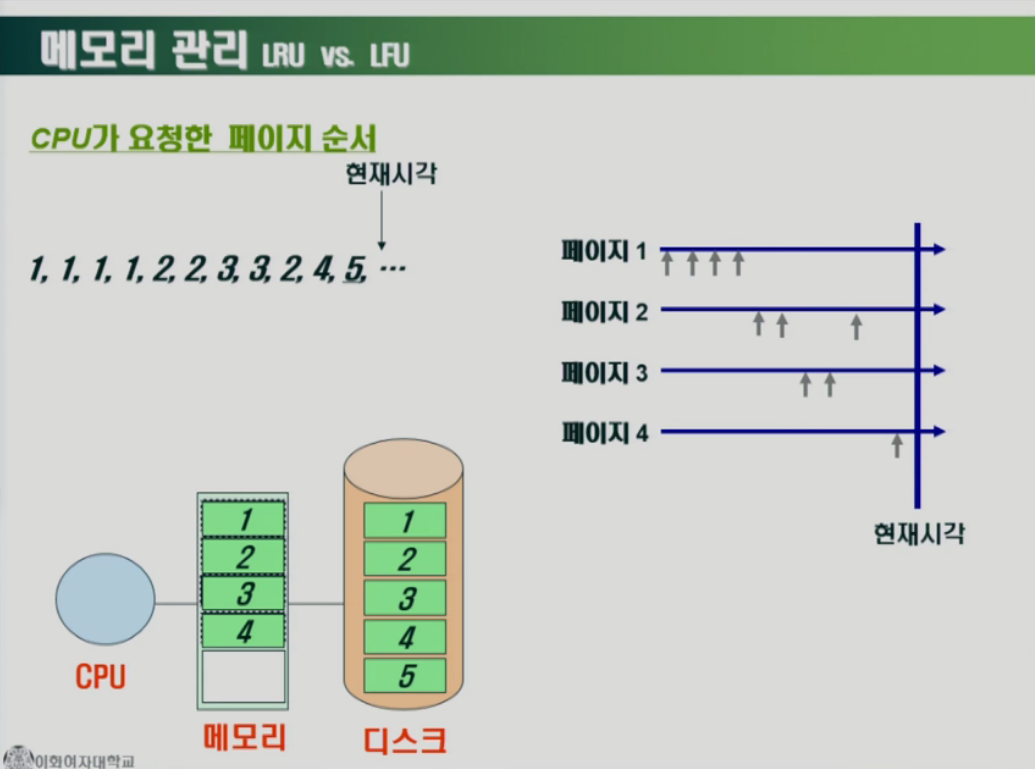 메모리 관리 LRU vs. LFU
CPU가 요청한 페이지 순서
현재시각
1, 1, 1, 1, 2, 2, 3, 3, 2, 4, 5, ···
페이지 1
페이지 2
페이지 3
페이지 4
현재시각
1
2
3
4
1
2
3
4
5
CPU
메모리
디스크
이화여자대학교